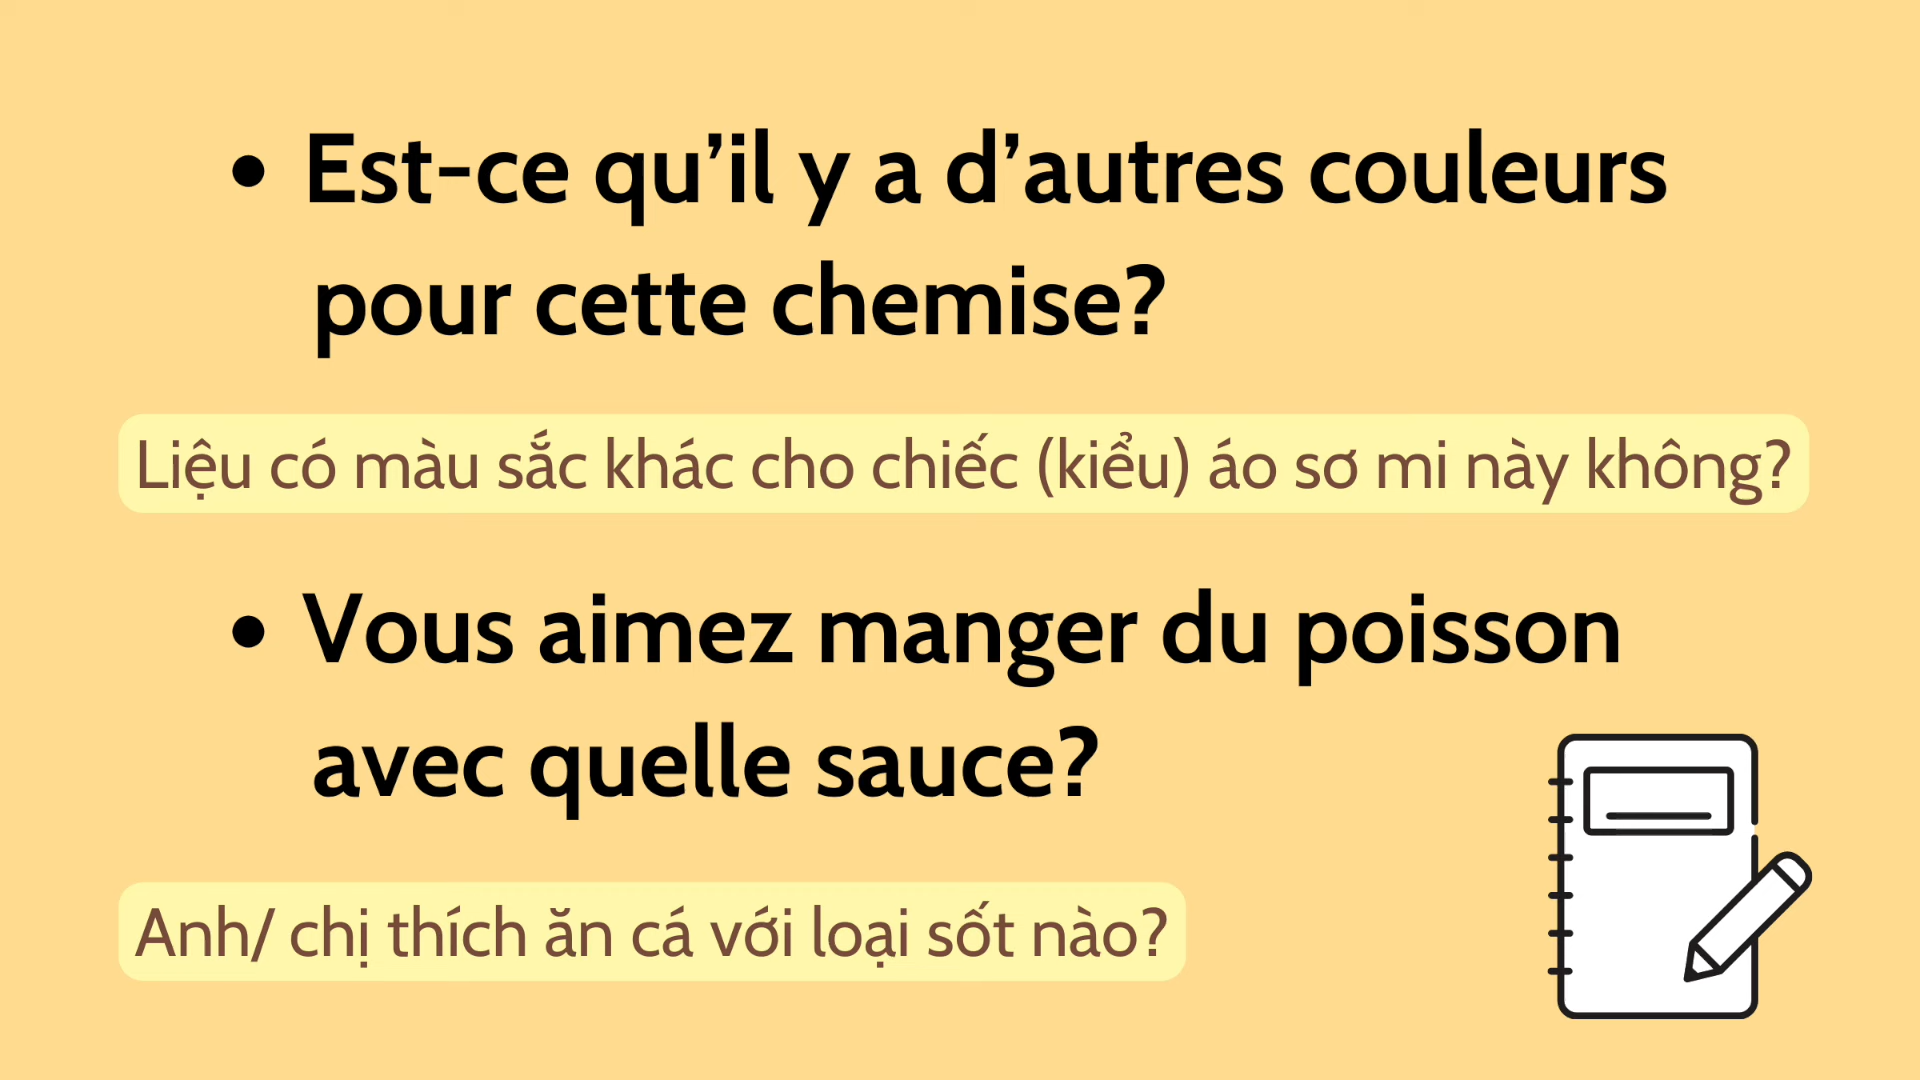 • Est-ce qu’il y a d’autres couleurs
pour cette chemise?
Liệu có màu sắc khác cho chiếc (kiểu) áo sơ mi này không?
• Vous aimez manger du poisson
avec quelle sauce?
Anh/ chị thích ăn cá với loại sốt nào?